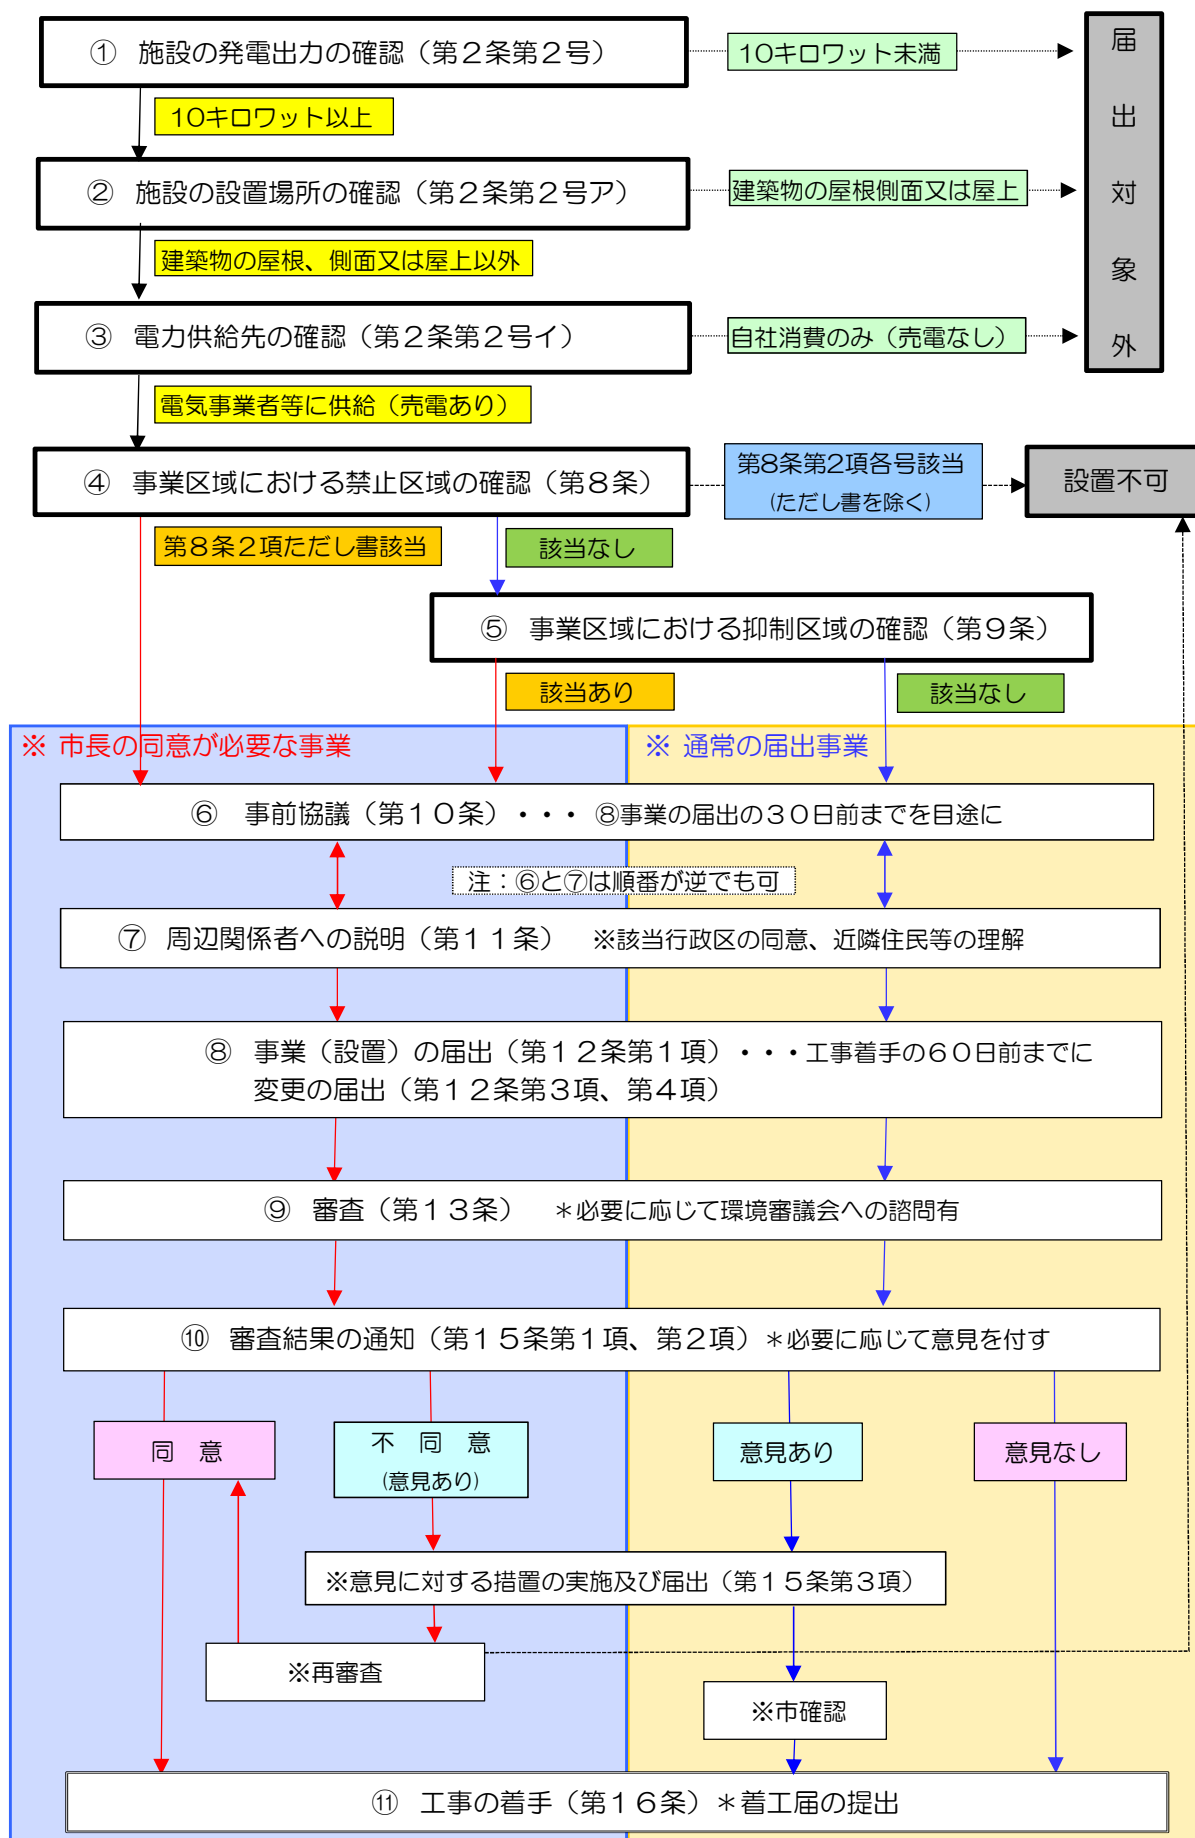 ① 施設の発電出力の確認（第２条第２号）
10キロワット未満
届出対象外
10キロワット以上
② 施設の設置場所の確認（第２条第２号ア）
建築物の屋根側面又は屋上
建築物の屋根、側面又は屋上以外
③ 電力供給先の確認（第２条第２号イ）
自社消費のみ（売電なし）
電気事業者等に供給（売電あり）
④ 事業区域における禁止区域の確認（第８条）
第8条第2項各号該当
(ただし書を除く)
設置不可
第８条２項ただし書該当
該当なし
⑤ 事業区域における抑制区域の確認（第９条）
該当あり
該当なし
※ 市長の同意が必要な事業
※ 通常の届出事業
⑥ 事前協議（第１０条）・・・ ⑧事業の届出の３０日前までを目途に
注：⑥と⑦は順番が逆でも可
⑦ 周辺関係者への説明（第１１条） ※該当行政区の同意、近隣住民等の理解
⑧ 事業（設置）の届出（第１２条第１項）・・・工事着手の６０日前までに
変更の届出（第１２条第３項、第４項）
⑨ 審査（第１３条） ＊必要に応じて環境審議会への諮問有
⑩ 審査結果の通知（第１５条第１項、第２項）＊必要に応じて意見を付す
同 意
不 同 意
(意見あり)
意見あり
意見なし
※意見に対する措置の実施及び届出（第１５条第３項）
※再審査
※市確認
⑪ 工事の着手（第１６条）＊着工届の提出